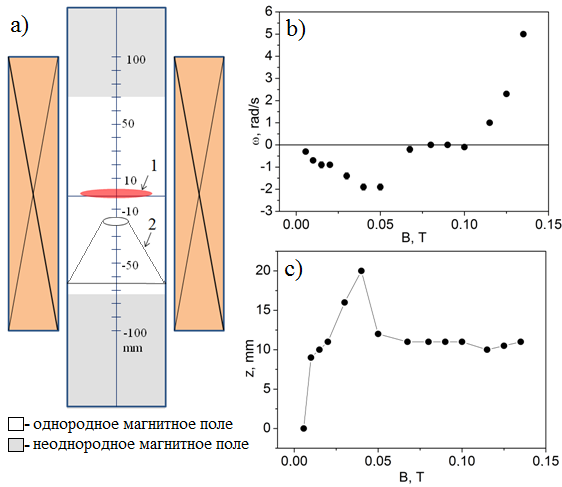 a)
100
50
10
-10
-50
-100
mm
1
2
- однородное магнитное поле
- неоднородное магнитное поле
b)
6
5
4
3
2
1
0
-1
-2
-3
ω, rad/s
0.00 0.05 0.10 0.15
B, T
c)
20
15
10
5
0
z, mm
0.00 0.05 0.10 0.15
B, T